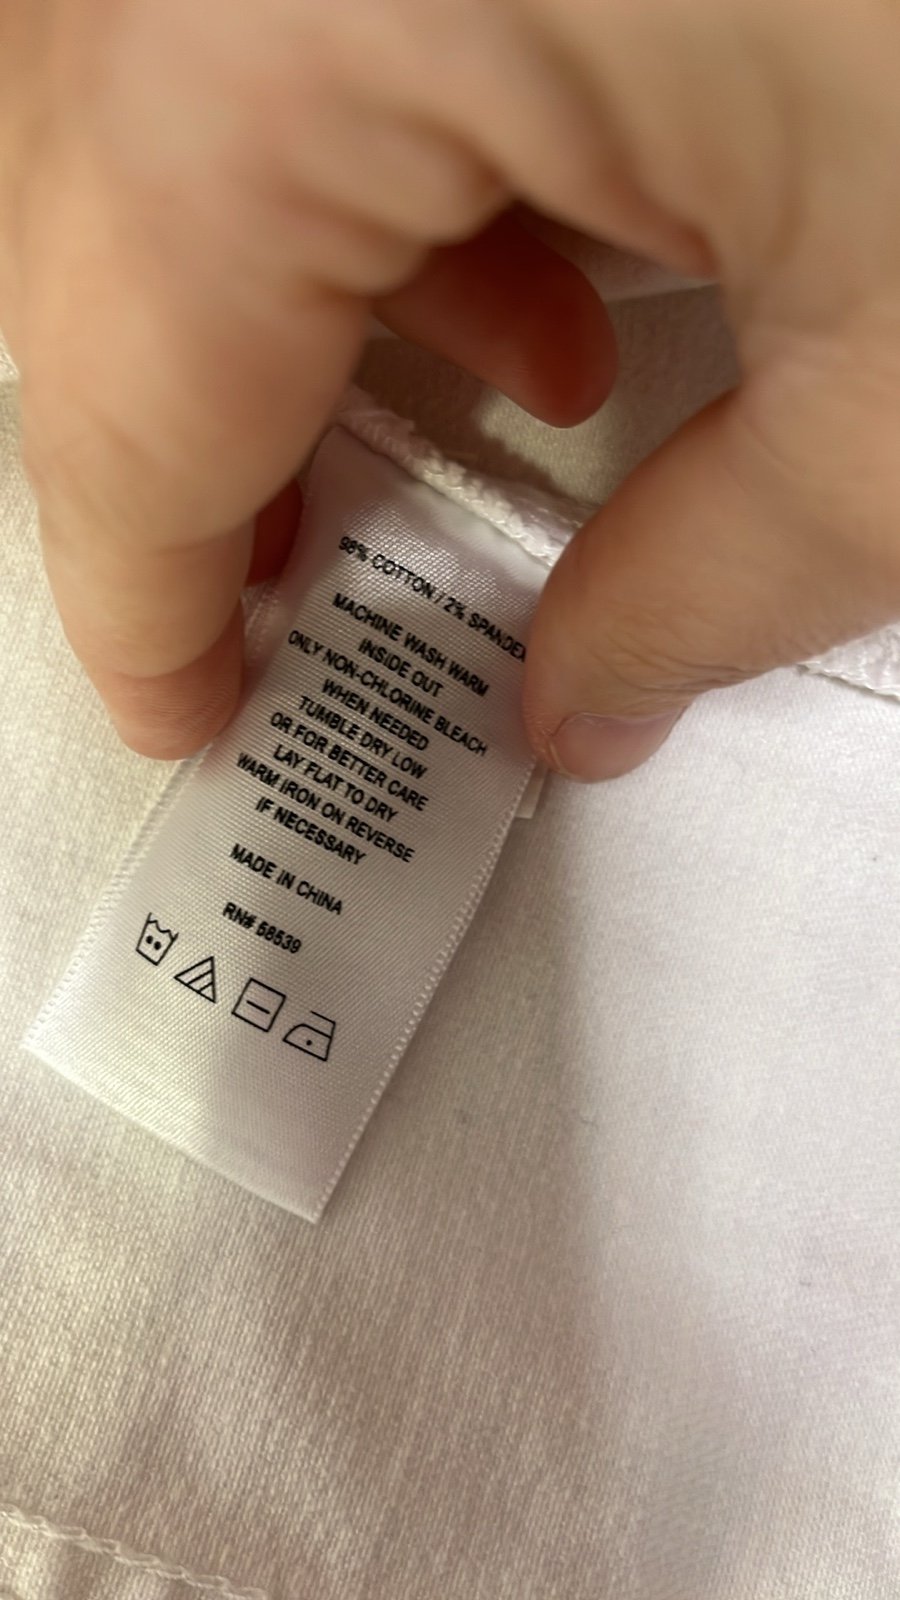 98% COTTON / 2% SPANDEX
MACHINE WASH WARM
INSIDE OUT
ONLY NON-CHLORINE BLEACH
WHEN NEEDED
TUMBLE DRY LOW
OR FOR BETTER CARE
LAY FLAT TO DRY
WARM IRON ON REVERSE
IF NECESSARY
MADE IN CHINA
RN# 58539